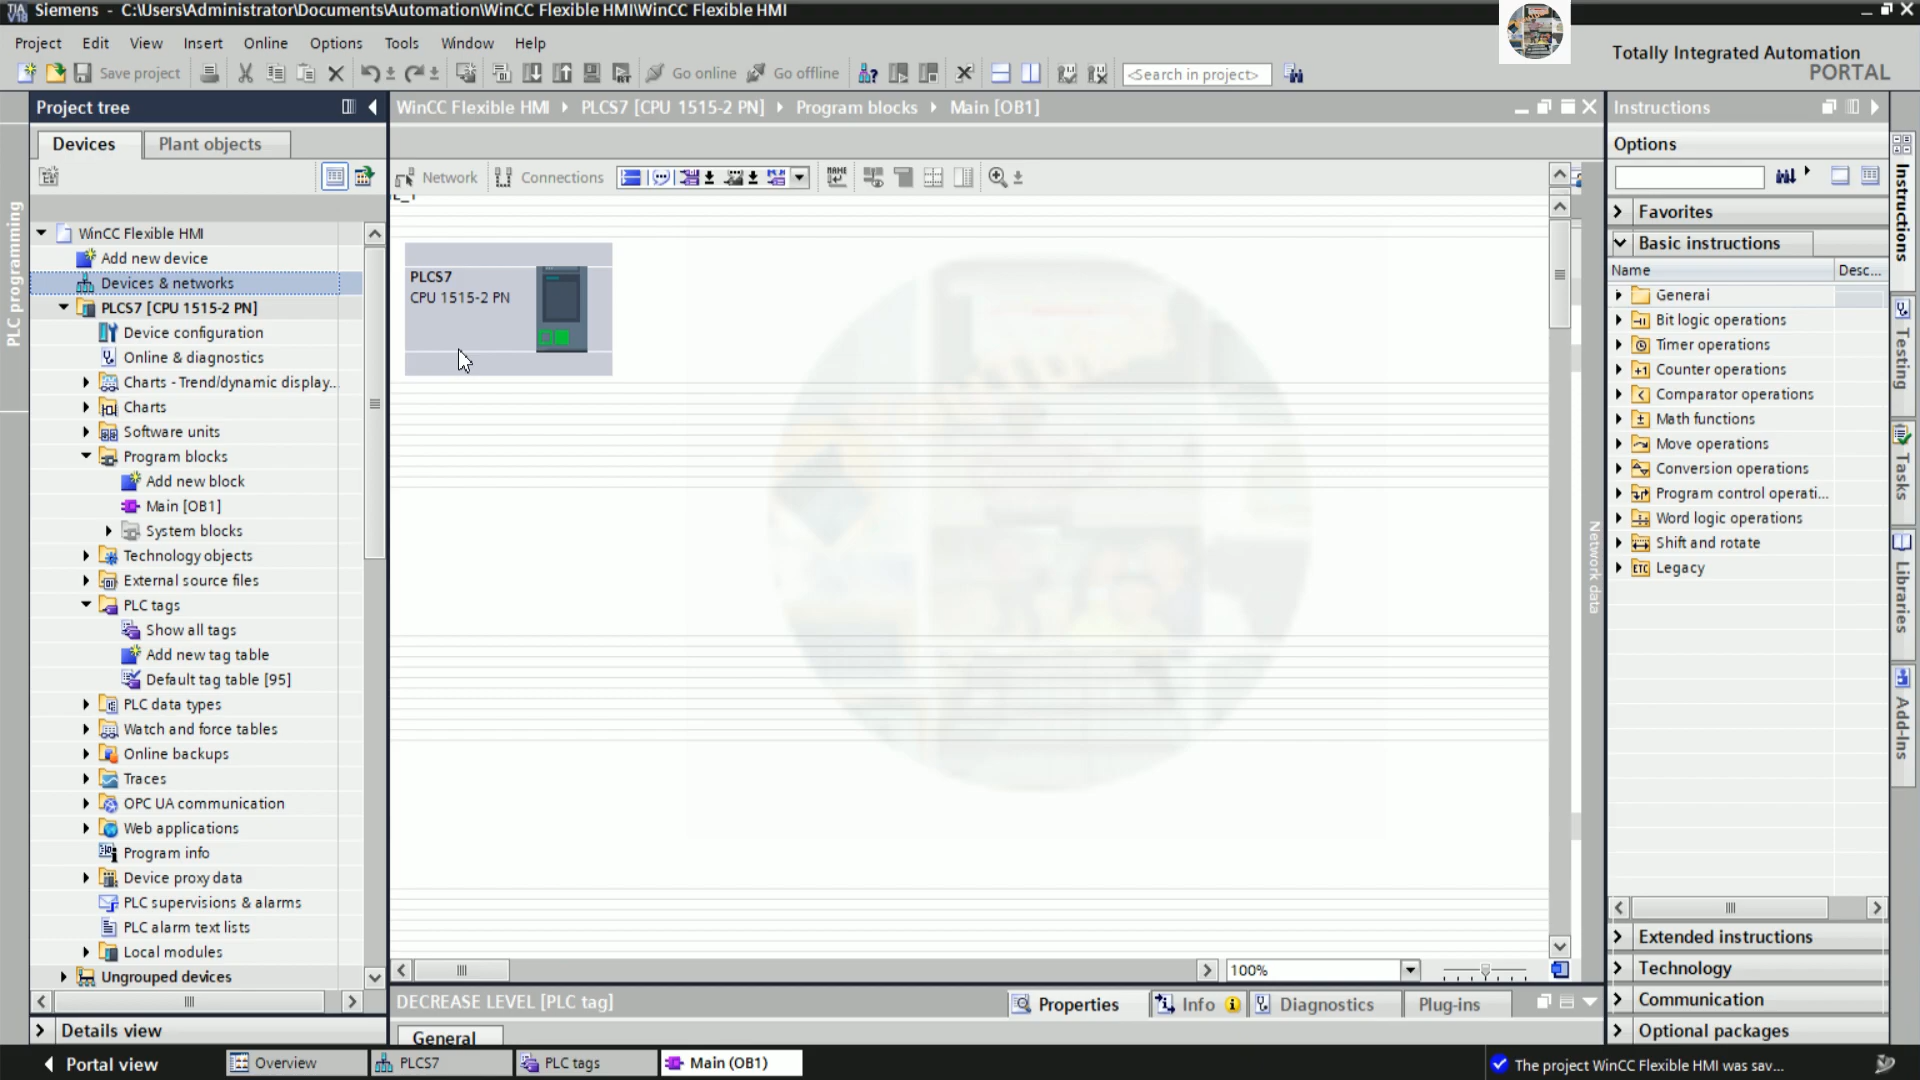 Siemens - C:\Users\Administrator\Documents\Automation\WinCC Flexible HMI\WinCC Flexible HMI
Project Edit View Insert Online Options Tools Window Help
Totally Integrated Automation
PORTAL
Save project
Go online
Go offline
<Search in project>
Project tree
WinCC Flexible HMI PLCS7 [CPU 1515-2 PN] Program blocks Main [OB1]
Instructions
Devices
Plant objects
Options
Network
Connections
PLC programming
WinCC Flexible HMI
Add new device
Devices & networks
PLCS7 [CPU 1515-2 PN]
Device configuration
Online & diagnostics
Charts - Trend/dynamic display...
Charts
Software units
Program blocks
Add new block
Main [OB1]
System blocks
Technology objects
External source files
PLC tags
Show all tags
Add new tag table
Default tag table [95]
PLC data types
Watch and force tables
Online backups
Traces
OPC UA communication
Web applications
Program info
Device proxy data
PLC supervisions & alarms
PLC alarm text lists
Local modules
Ungrouped devices
Details view
PLCS7
CPU 1515-2 PN
Network data
100%
DECREASE LEVEL [PLC tag]
Properties
Info
Diagnostics
Plug-ins
General
Favorites
Basic instructions
Name Desc...
General
Bit logic operations
Timer operations
Counter operations
Comparator operations
Math functions
Move operations
Conversion operations
Program control operati...
Word logic operations
Shift and rotate
Legacy
Extended instructions
Technology
Communication
Optional packages
Instructions
Testing
Tasks
Libraries
Add-Ins
Portal view
Overview
PLCS7
PLC tags
Main (OB1)
The project WinCC Flexible HMI was sav...